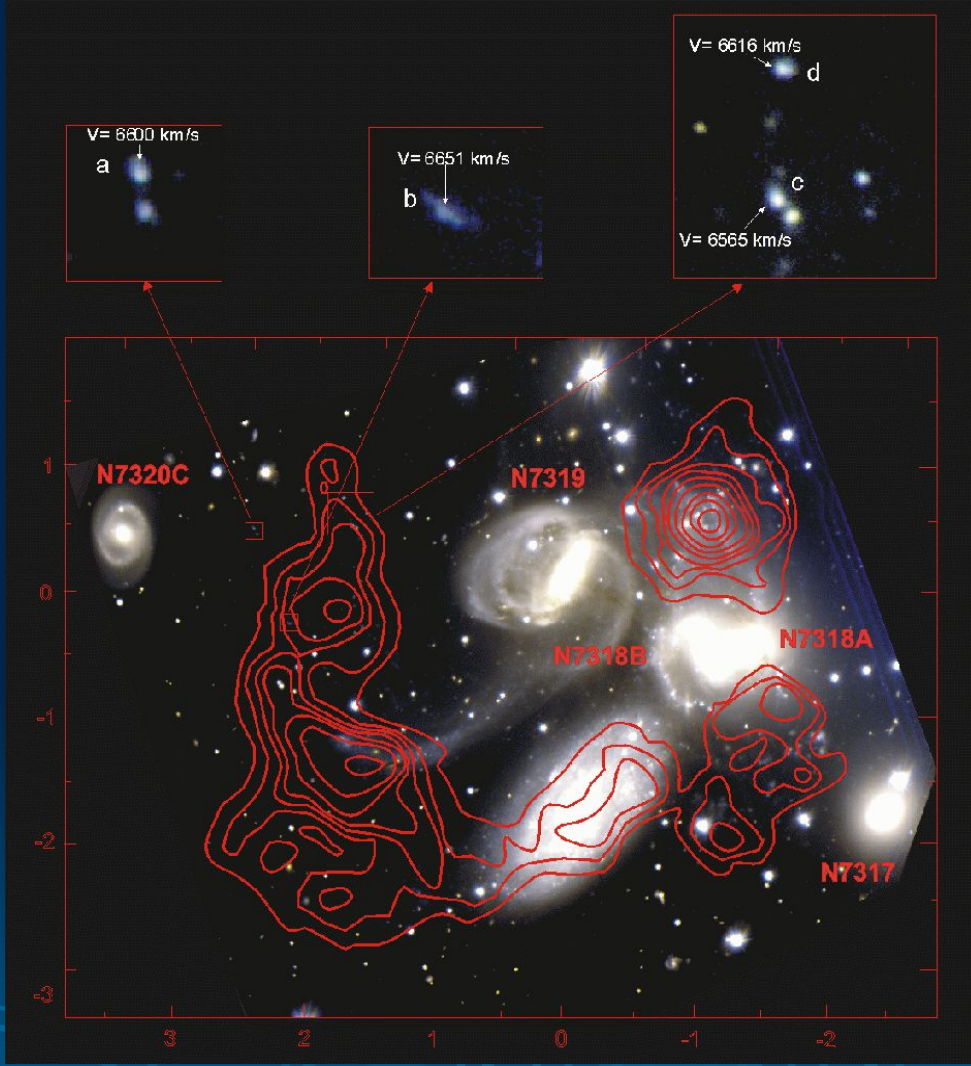 V= 6616 km/s
d
V= 6600 km/s
a
V= 6651 km/s
b
c
V= 6565 km/s
N7320C
N7319
N7318B
N7318A
N7317
1
0
-1
-2
-3
3
2
1
0
-1
-2